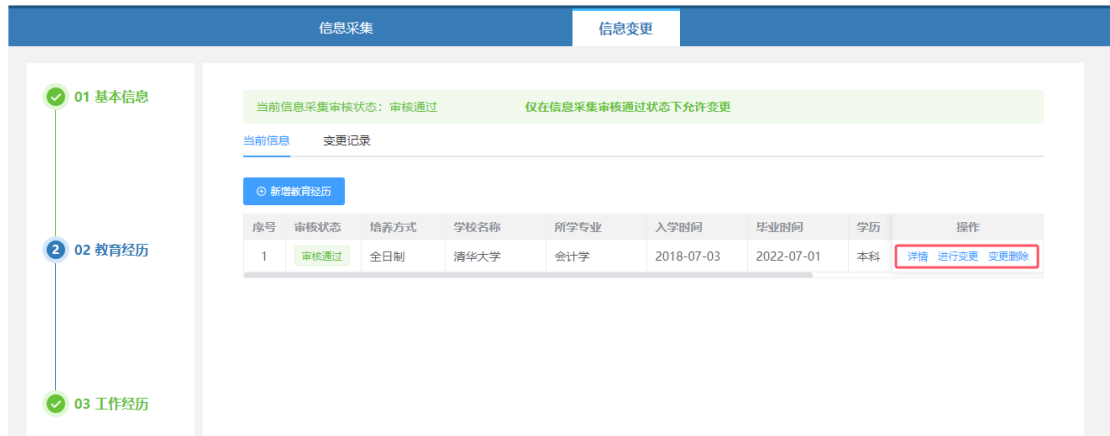 信息采集 信息变更
01 基本信息
当前信息采集审核状态：审核通过 仅在信息采集审核通过状态下允许变更
当前信息 变更记录
新增教育经历
序号 审核状态 培养方式 学校名称 所学专业 入学时间 毕业时间 学历 操作
2 02 教育经历
1 审核通过 全日制 清华大学 会计学 2018-07-03 2022-07-01 本科 详情 进行变更 变更删除
03 工作经历